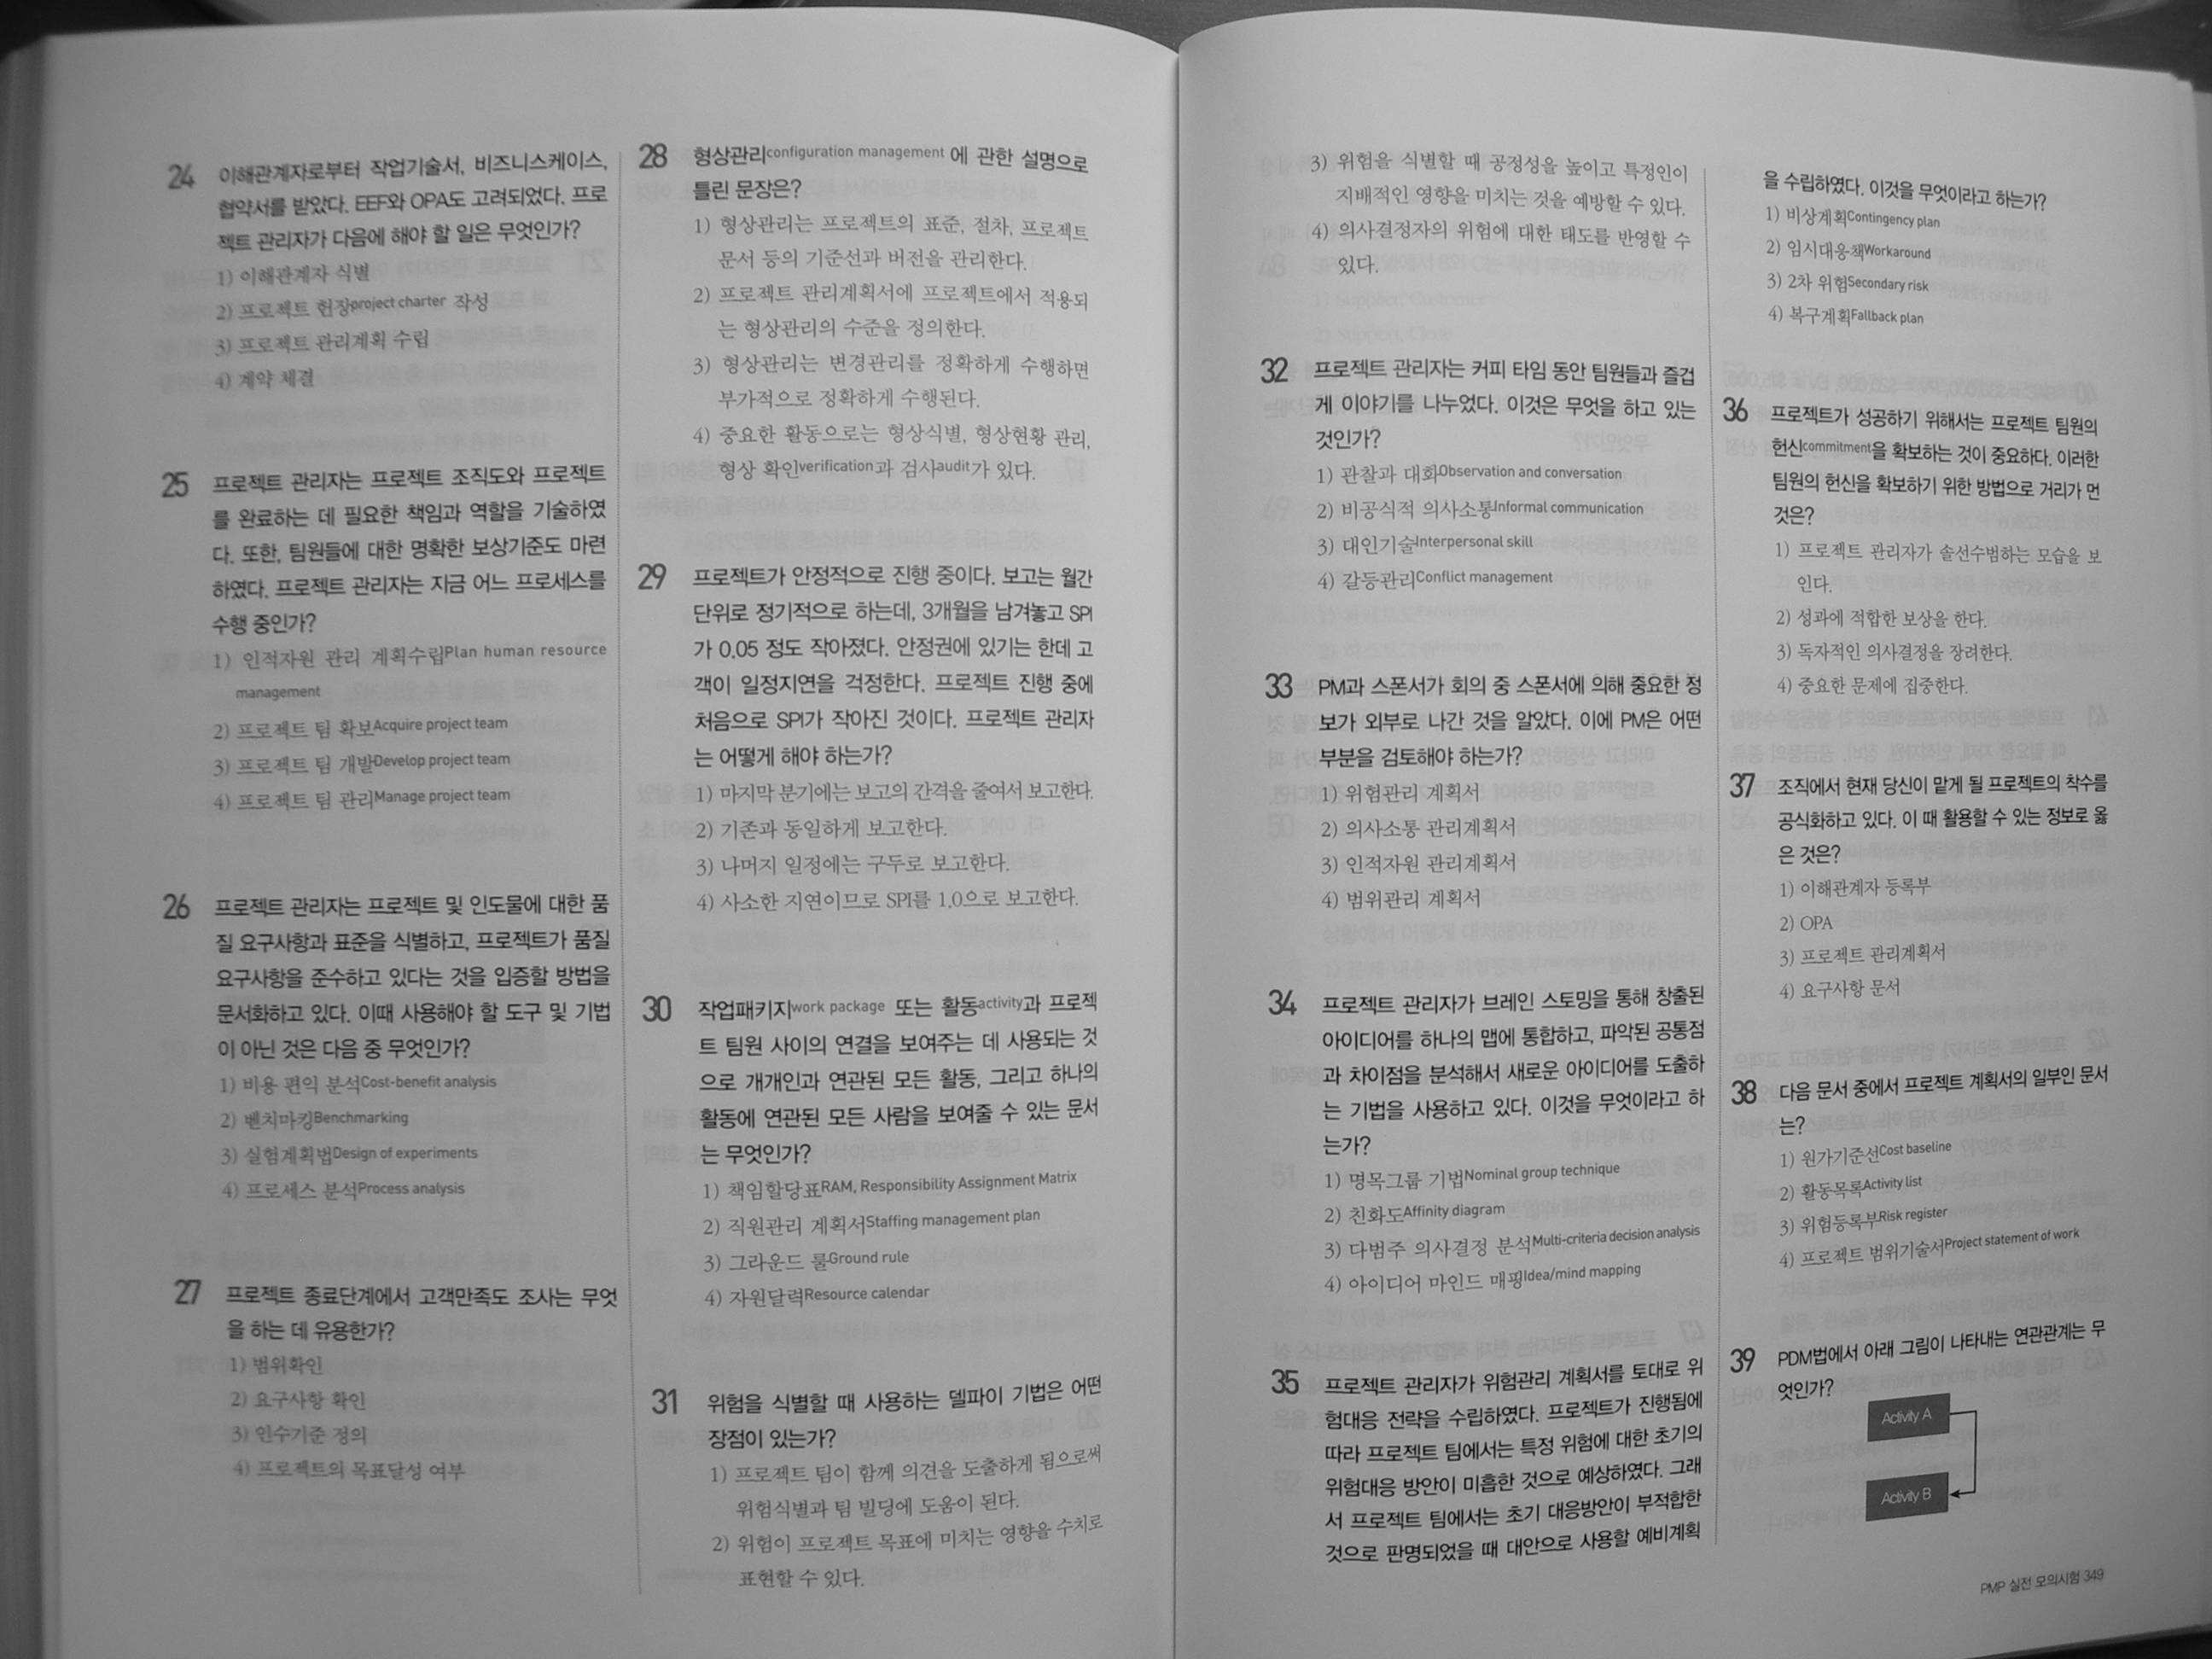 24 이해관계자로부터 작업기술서, 비즈니스케이스,
협약서를 받았다. EEF와 OPA도 고려되었다. 프로
젝트 관리자가 다음에 해야 할 일은 무엇인가?
1) 이해관계자 식별
2) 프로젝트 헌장project charter 작성
3) 프로젝트 관리계획 수립
4) 계약 체결
25 프로젝트 관리자는 프로젝트 조직도와 프로젝트
를 완료하는 데 필요한 책임과 역할을 기술하였
다. 또한, 팀원들에 대한 명확한 보상기준도 마련
하였다. 프로젝트 관리자는 지금 어느 프로세스를
수행 중인가?
1) 인적자원 관리 계획수립Plan human resource
management
2) 프로젝트 팀 확보Acquire project team
3) 프로젝트 팀 개발Develop project team
4) 프로젝트 팀 관리Manage project team
26 프로젝트 관리자는 프로젝트 및 인도물에 대한 품
질 요구사항과 표준을 식별하고, 프로젝트가 품질
요구사항을 준수하고 있다는 것을 입증할 방법을
문서화하고 있다. 이때 사용해야 할 도구 및 기법
이 아닌 것은 다음 중 무엇인가?
1) 비용 편익 분석Cost-benefit analysis
2) 벤치마킹Benchmarking
3) 실험계획법Design of experiments
4) 프로세스 분석Process analysis
27 프로젝트 종료단계에서 고객만족도 조사는 무엇
을 하는 데 유용한가?
1) 범위확인
2) 요구사항 확인
3) 인수기준 정의
4) 프로젝트의 목표달성 여부
28 형상관리configuration management 에 관한 설명으로
틀린 문장은?
1) 형상관리는 프로젝트의 표준, 절차, 프로젝트
문서 등의 기준선과 버전을 관리한다.
2) 프로젝트 관리계획서에 프로젝트에서 적용되
는 형상관리의 수준을 정의한다.
3) 형상관리는 변경관리를 정확하게 수행하면
부가적으로 정확하게 수행된다.
4) 중요한 활동으로는 형상식별, 형상현황 관리,
형상 확인verification과 검사audit가 있다.
29 프로젝트가 안정적으로 진행 중이다. 보고는 월간
단위로 정기적으로 하는데, 3개월을 남겨놓고 SPI
가 0.05 정도 작아졌다. 안정권에 있기는 한데 고
객이 일정지연을 걱정한다. 프로젝트 진행 중에
처음으로 SPI가 작아진 것이다. 프로젝트 관리자
는 어떻게 해야 하는가?
1) 마지막 분기에는 보고의 간격을 줄여서 보고한다.
2) 기존과 동일하게 보고한다.
3) 나머지 일정에는 구두로 보고한다.
4) 사소한 지연이므로 SPI를 1.0으로 보고한다.
30 작업패키지work package 또는 활동activity과 프로젝
트 팀원 사이의 연결을 보여주는 데 사용되는 것
으로 개개인과 연관된 모든 활동, 그리고 하나의
활동에 연관된 모든 사람을 보여줄 수 있는 문서
는 무엇인가?
1) 책임할당표RAM, Responsibility Assignment Matrix
2) 직원관리 계획서Staffing management plan
3) 그라운드 룰Ground rule
4) 자원달력Resource calendar
31 위험을 식별할 때 사용하는 델파이 기법은 어떤
장점이 있는가?
1) 프로젝트 팀이 함께 의견을 도출하게 됨으로써
위험식별과 팀 빌딩에 도움이 된다.
2) 위험이 프로젝트 목표에 미치는 영향을 수치로
표현할 수 있다.
3) 위험을 식별할 때 공정성을 높이고 특정인이
지배적인 영향을 미치는 것을 예방할 수 있다.
4) 의사결정자의 위험에 대한 태도를 반영할 수
있다.
32 프로젝트 관리자는 커피 타임 동안 팀원들과 즐겁
게 이야기를 나누었다. 이것은 무엇을 하고 있는
것인가?
1) 관찰과 대화Observation and conversation
2) 비공식적 의사소통Informal communication
3) 대인기술Interpersonal skill
4) 갈등관리Conflict management
33 PM과 스폰서가 회의 중 스폰서에 의해 중요한 정
보가 외부로 나간 것을 알았다. 이에 PM은 어떤
부분을 검토해야 하는가?
1) 위험관리 계획서
2) 의사소통 관리계획서
3) 인적자원 관리계획서
4) 범위관리 계획서
34 프로젝트 관리자가 브레인 스토밍을 통해 창출된
아이디어를 하나의 맵에 통합하고, 파악된 공통점
과 차이점을 분석해서 새로운 아이디어를 도출하
는 기법을 사용하고 있다. 이것을 무엇이라고 하
는가?
1) 명목그룹 기법Nominal group technique
2) 친화도Affinity diagram
3) 다범주 의사결정 분석Multi-criteria decision analysis
4) 아이디어 마인드 매핑Idea/mind mapping
35 프로젝트 관리자가 위험관리 계획서를 토대로 위
험대응 전략을 수립하였다. 프로젝트가 진행됨에
따라 프로젝트 팀에서는 특정 위험에 대한 초기의
위험대응 방안이 미흡한 것으로 예상하였다. 그래
서 프로젝트 팀에서는 초기 대응방안이 부적합한
것으로 판명되었을 때 대안으로 사용할 예비계획
을 수립하였다. 이것을 무엇이라고 하는가?
1) 비상계획Contingency plan
2) 임시대응책Workaround
3) 2차 위험Secondary risk
4) 복구계획Fallback plan
36 프로젝트가 성공하기 위해서는 프로젝트 팀원의
헌신commitment을 확보하는 것이 중요하다. 이러한
팀원의 헌신을 확보하기 위한 방법으로 거리가 먼
것은?
1) 프로젝트 관리자가 솔선수범하는 모습을 보
인다.
2) 성과에 적합한 보상을 한다.
3) 독자적인 의사결정을 장려한다.
4) 중요한 문제에 집중한다.
37 조직에서 현재 당신이 맡게 될 프로젝트의 착수를
공식화하고 있다. 이 때 활용할 수 있는 정보로 옳
은 것은?
1) 이해관계자 등록부
2) OPA
3) 프로젝트 관리계획서
4) 요구사항 문서
38 다음 문서 중에서 프로젝트 계획서의 일부인 문서
는?
1) 원가기준선Cost baseline
2) 활동목록Activity list
3) 위험등록부Risk register
4) 프로젝트 범위기술서Project statement of work
39 PDM법에서 아래 그림이 나타내는 연관관계는 무
엇인가?
Activity A
Activity B
PMP 실전 모의시험 349